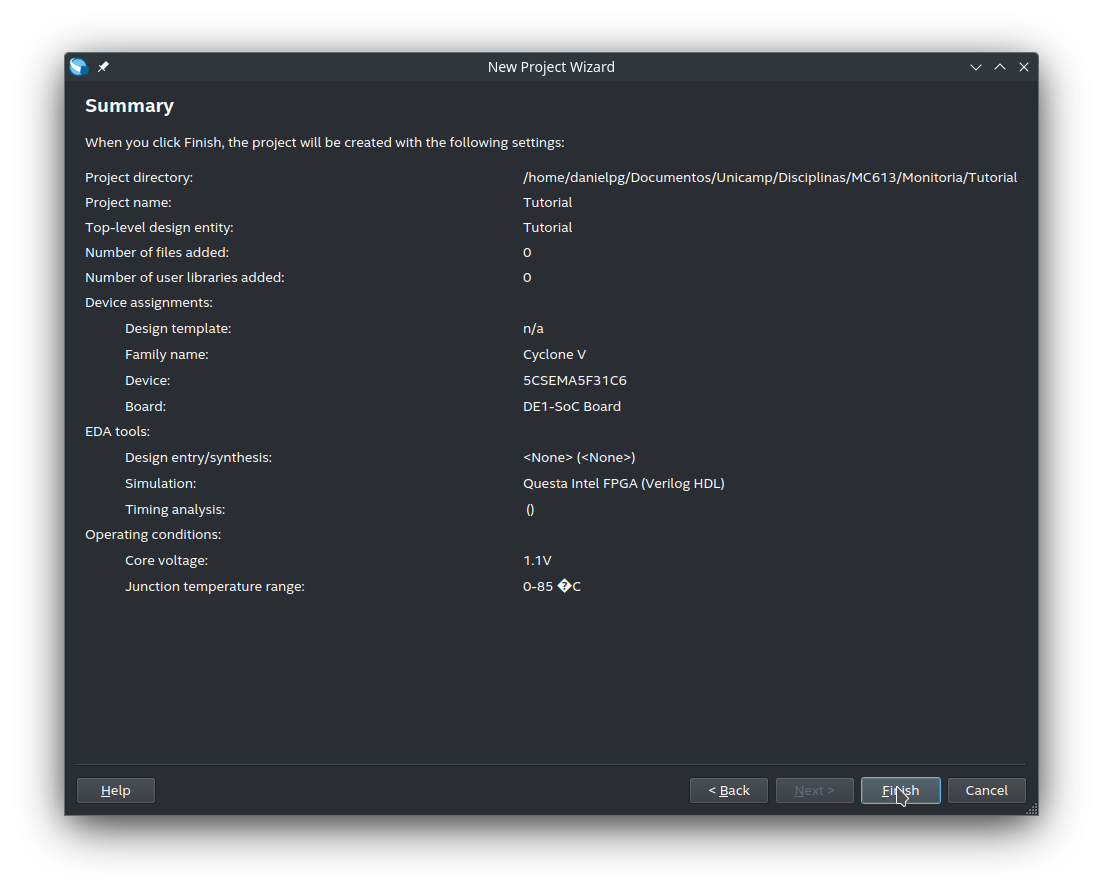 New Project Wizard
Summary
When you click Finish, the project will be created with the following settings:
Project directory: /home/danielpg/Documentos/Unicamp/Disciplinas/MC613/Monitoria/Tutorial
Project name: Tutorial
Top-level design entity: Tutorial
Number of files added: 0
Number of user libraries added: 0
Device assignments:
Design template: n/a
Family name: Cyclone V
Device: 5CSEMA5F31C6
Board: DE1-SoC Board
EDA tools:
Design entry/synthesis: <None> (<None>)
Simulation: Questa Intel FPGA (Verilog HDL)
Timing analysis: ()
Operating conditions:
Core voltage: 1.1V
Junction temperature range: 0-85 �C
Help < Back Next > Finish Cancel